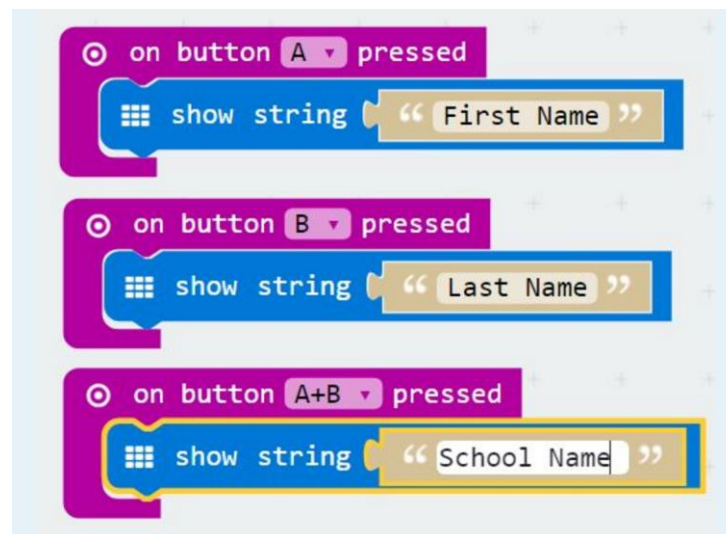 on button A pressed
show string “ First Name ”
on button B pressed
show string “ Last Name ”
on button A+B pressed
show string “ School Name ”